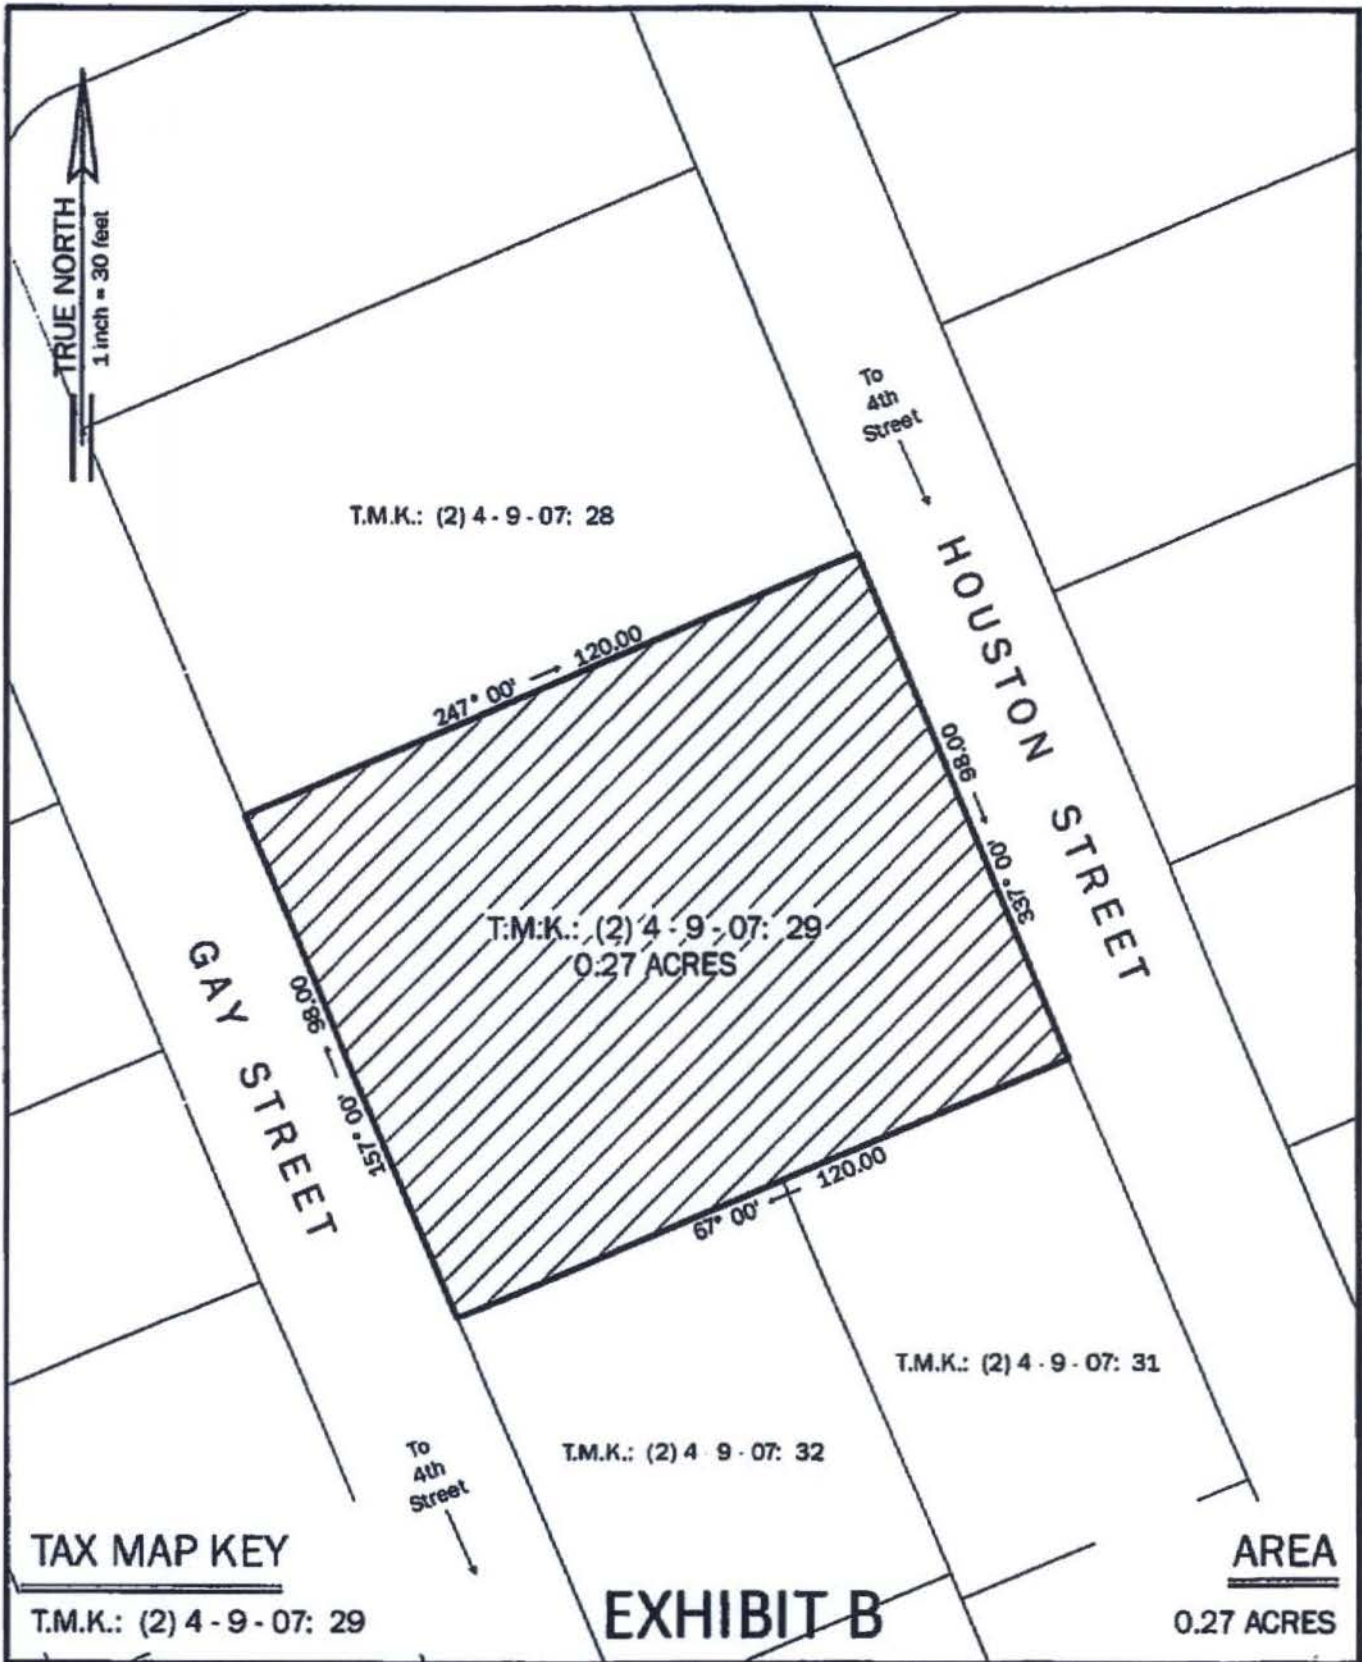 TRUE NORTH
1 inch = 30 feet
To
4th
Street
HOUSTON STREET
T.M.K.: (2) 4 - 9 - 07: 28
247° 00' → 120.00
98.00 → 337° 00'
T.M.K.: (2) 4 - 9 - 07: 29
0.27 ACRES
GAY STREET
157° 00' → 98.00
67° 00' ← 120.00
T.M.K.: (2) 4 - 9 - 07: 31
T.M.K.: (2) 4 9 - 07: 32
To
4th
Street
TAX MAP KEY
T.M.K.: (2) 4 - 9 - 07: 29
EXHIBIT B
AREA
0.27 ACRES